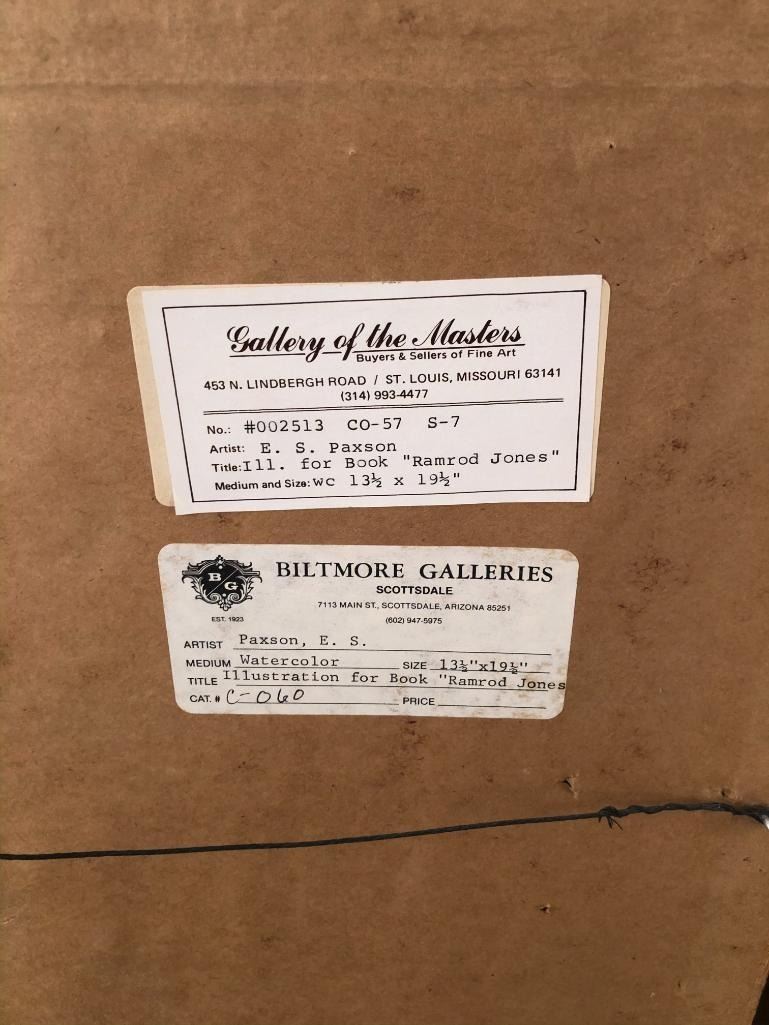 Gallery of the Masters
Buyers & Sellers of Fine Art
453 N. LINDBERGH ROAD / ST. LOUIS, MISSOURI 63141
(314) 993-4477
No.: #002513 CO-57 S-7
Artist: E. S. Paxson
Title: Ill. for Book "Ramrod Jones"
Medium and Size: WC 13½ x 19½"
BG
BILTMORE GALLERIES
SCOTTSDALE
7113 MAIN ST., SCOTTSDALE, ARIZONA 85251
EST. 1923
(602) 947-5975
ARTIST Paxson, E. S.
MEDIUM Watercolor SIZE 13½"x19½"
TITLE Illustration for Book "Ramrod Jones
CAT. # C-060 PRICE